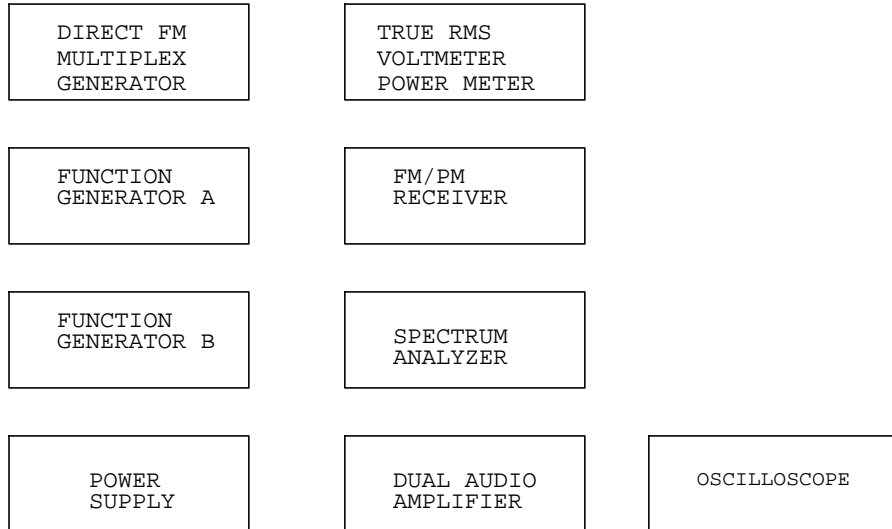 DIRECT FM
MULTIPLEX
GENERATOR
TRUE RMS
VOLTMETER
POWER METER
FUNCTION
GENERATOR A
FM/PM
RECEIVER
FUNCTION
GENERATOR B
SPECTRUM
ANALYZER
POWER
SUPPLY
DUAL AUDIO
AMPLIFIER
OSCILLOSCOPE